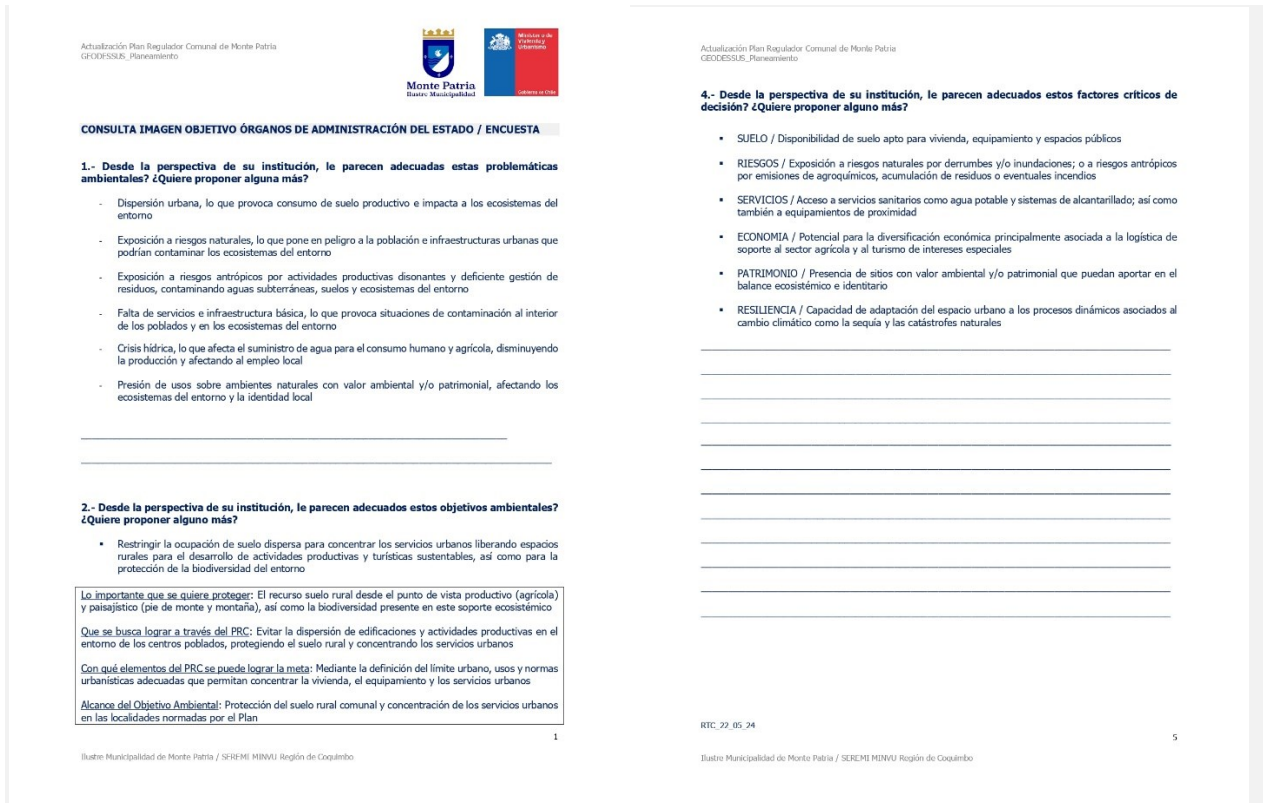 Actualización Plan Regulador Comunal de Monte Patria
GEODESSUS_Planeamiento
Monte Patria
Ilustre Municipalidad
Ministerio de
Vivienda y
Urbanismo
Gobierno de Chile
CONSULTA IMAGEN OBJETIVO ÓRGANOS DE ADMINISTRACIÓN DEL ESTADO / ENCUESTA
1.- Desde la perspectiva de su institución, le parecen adecuadas estas problemáticas
ambientales? ¿Quiere proponer alguna más?
- Dispersión urbana, lo que provoca consumo de suelo productivo e impacta a los ecosistemas del
entorno
- Exposición a riesgos naturales, lo que pone en peligro a la población e infraestructuras urbanas que
podrían contaminar los ecosistemas del entorno
- Exposición a riesgos antrópicos por actividades productivas disonantes y deficiente gestión de
residuos, contaminando aguas subterráneas, suelos y ecosistemas del entorno
- Falta de servicios e infraestructura básica, lo que provoca situaciones de contaminación al interior
de los poblados y en los ecosistemas del entorno
- Crisis hídrica, lo que afecta el suministro de agua para el consumo humano y agrícola, disminuyendo
la producción y afectando al empleo local
- Presión de usos sobre ambientes naturales con valor ambiental y/o patrimonial, afectando los
ecosistemas del entorno y la identidad local
2.- Desde la perspectiva de su institución, le parecen adecuados estos objetivos ambientales?
¿Quiere proponer alguno más?
▪ Restringir la ocupación de suelo dispersa para concentrar los servicios urbanos liberando espacios
rurales para el desarrollo de actividades productivas y turísticas sustentables, así como para la
protección de la biodiversidad del entorno
Lo importante que se quiere proteger: El recurso suelo rural desde el punto de vista productivo (agrícola)
y paisajístico (pie de monte y montaña), así como la biodiversidad presente en este soporte ecosistémico
Que se busca lograr a través del PRC: Evitar la dispersión de edificaciones y actividades productivas en el
entorno de los centros poblados, protegiendo el suelo rural y concentrando los servicios urbanos
Con qué elementos del PRC se puede lograr la meta: Mediante la definición del límite urbano, usos y normas
urbanísticas adecuadas que permitan concentrar la vivienda, el equipamiento y los servicios urbanos
Alcance del Objetivo Ambiental: Protección del suelo rural comunal y concentración de los servicios urbanos
en las localidades normadas por el Plan
1
Ilustre Municipalidad de Monte Patria / SEREMI MINVU Región de Coquimbo
Actualización Plan Regulador Comunal de Monte Patria
GEODESSUS_Planeamiento
4.- Desde la perspectiva de su institución, le parecen adecuados estos factores críticos de
decisión? ¿Quiere proponer alguno más?
▪ SUELO / Disponibilidad de suelo apto para vivienda, equipamiento y espacios públicos
▪ RIESGOS / Exposición a riesgos naturales por derrumbes y/o inundaciones; o a riesgos antrópicos
por emisiones de agroquímicos, acumulación de residuos o eventuales incendios
▪ SERVICIOS / Acceso a servicios sanitarios como agua potable y sistemas de alcantarillado; así como
también a equipamientos de proximidad
▪ ECONOMIA / Potencial para la diversificación económica principalmente asociada a la logística de
soporte al sector agrícola y al turismo de intereses especiales
▪ PATRIMONIO / Presencia de sitios con valor ambiental y/o patrimonial que puedan aportar en el
balance ecosistémico e identitario
▪ RESILIENCIA / Capacidad de adaptación del espacio urbano a los procesos dinámicos asociados al
cambio climático como la sequía y las catástrofes naturales
RTC_22_05_24
5
Ilustre Municipalidad de Monte Patria / SEREMI MINVU Región de Coquimbo